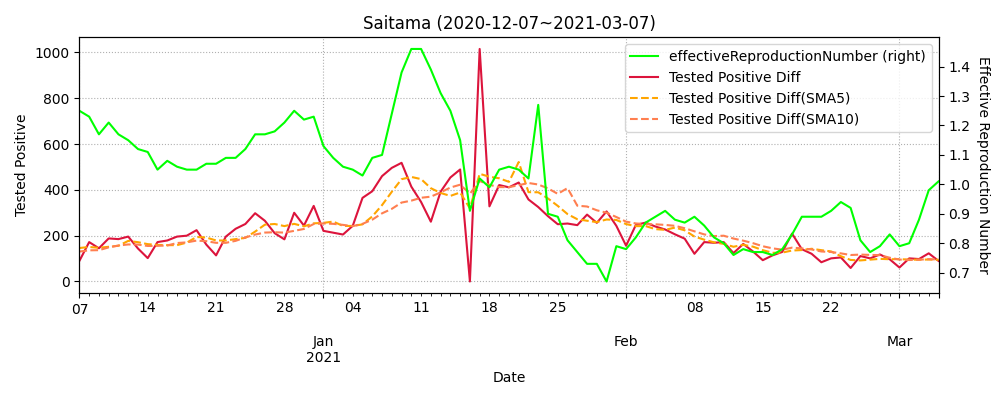 Saitama (2020-12-07~2021-03-07)
effectiveReproductionNumber (right)
Tested Positive Diff
Tested Positive Diff(SMA5)
Tested Positive Diff(SMA10)
Tested Positive
1000
800
600
400
200
0
Effective Reproduction Number
1.4
1.3
1.2
1.1
1.0
0.9
0.8
0.7
07 14 21 28 04 11 18 25 08 15 22
Jan Feb Mar
2021
Date